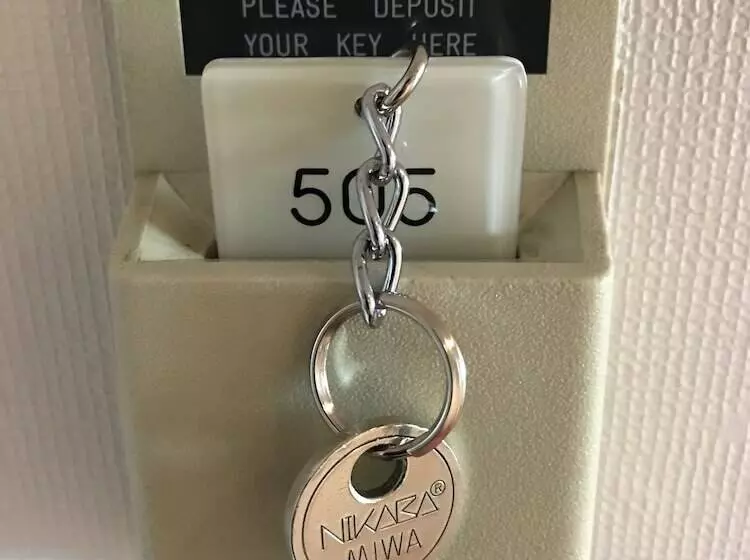 PLEASE DEPOSIT
YOUR KEY HERE
505
NIKARA®
MIWA